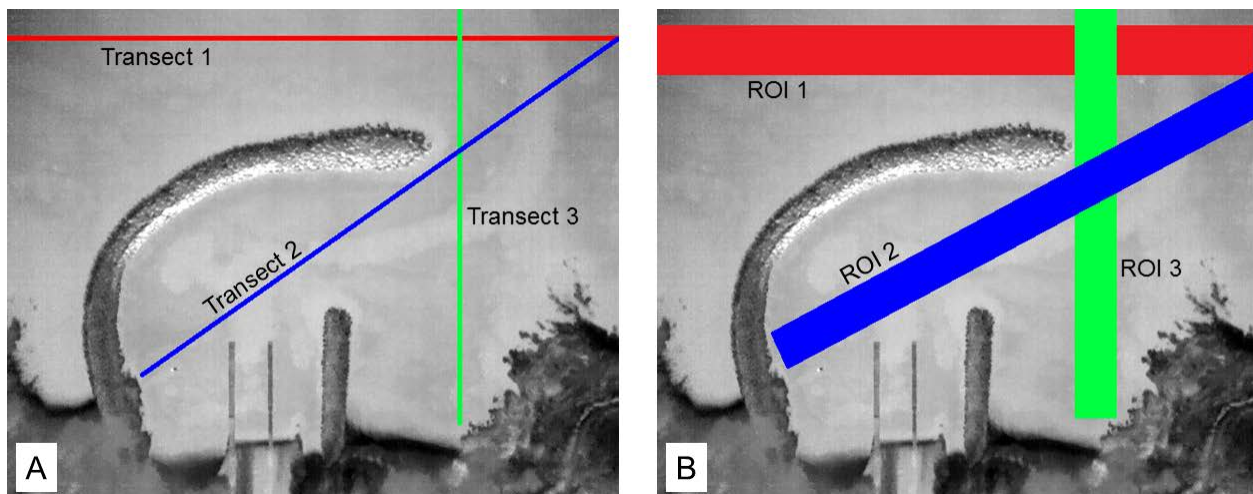 Transect 1
Transect 2
Transect 3
A
ROI 1
ROI 2
ROI 3
B